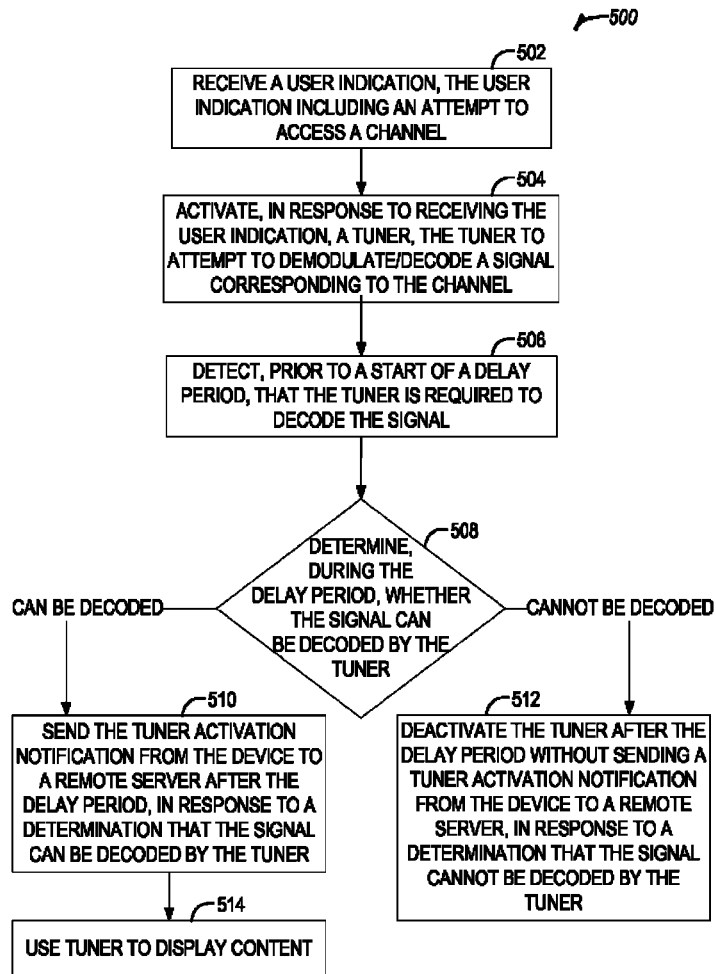 500
502
RECEIVE A USER INDICATION, THE USER
INDICATION INCLUDING AN ATTEMPT TO
ACCESS A CHANNEL
504
ACTIVATE, IN RESPONSE TO RECEIVING THE
USER INDICATION, A TUNER, THE TUNER TO
ATTEMPT TO DEMODULATE/DECODE A SIGNAL
CORRESPONDING TO THE CHANNEL
506
DETECT, PRIOR TO A START OF A DELAY
PERIOD, THAT THE TUNER IS REQUIRED TO
DECODE THE SIGNAL
508
DETERMINE,
DURING THE
DELAY PERIOD, WHETHER
THE SIGNAL CAN
BE DECODED BY THE
TUNER
CAN BE DECODED
CANNOT BE DECODED
510
SEND THE TUNER ACTIVATION
NOTIFICATION FROM THE DEVICE TO
A REMOTE SERVER AFTER THE
DELAY PERIOD, IN RESPONSE TO A
DETERMINATION THAT THE SIGNAL
CAN BE DECODED BY THE TUNER
512
DEACTIVATE THE TUNER AFTER THE
DELAY PERIOD WITHOUT SENDING A
TUNER ACTIVATION NOTIFICATION
FROM THE DEVICE TO A REMOTE
SERVER, IN RESPONSE TO A
DETERMINATION THAT THE SIGNAL
CANNOT BE DECODED BY THE
TUNER
514
USE TUNER TO DISPLAY CONTENT